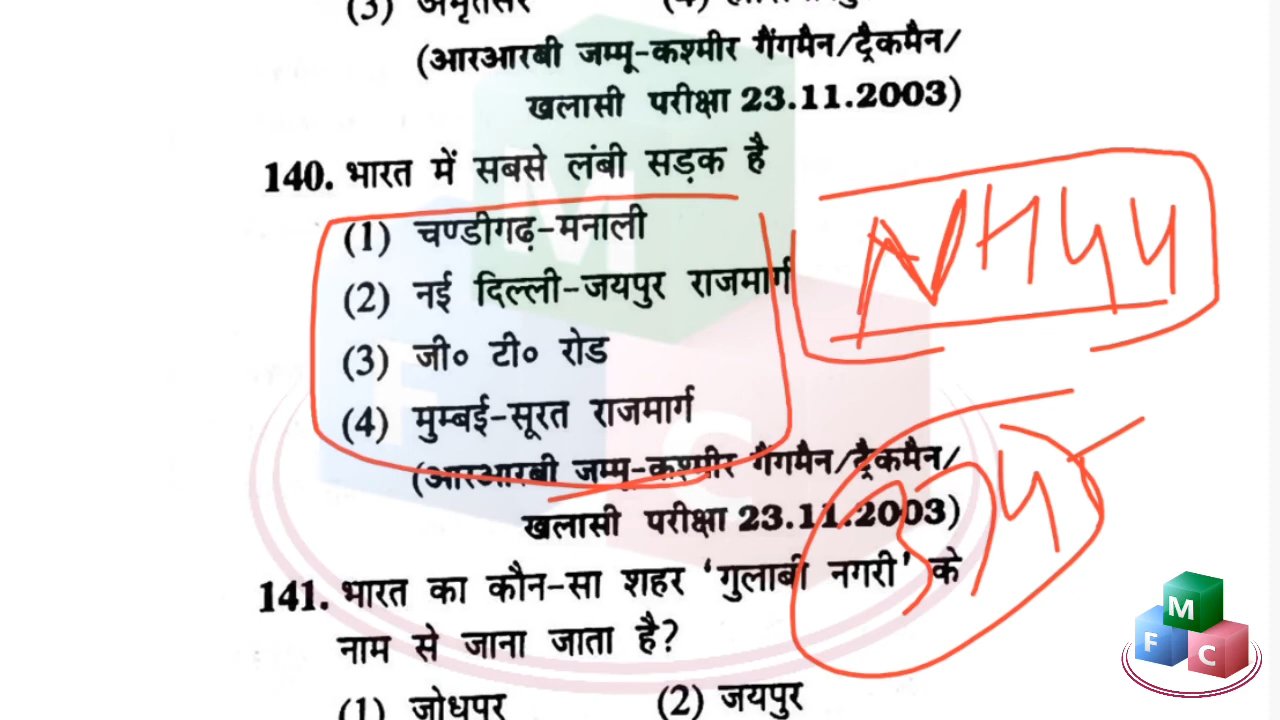 (3) अमृतसर
(आरआरबी जम्मू-कश्मीर गैंगमैन/ट्रैकमैन/
खलासी परीक्षा 23.11.2003)
140. भारत में सबसे लंबी सड़क है
(1) चण्डीगढ़-मनाली
(2) नई दिल्ली-जयपुर राजमार्ग
(3) जी० टी० रोड
(4) मुम्बई-सूरत राजमार्ग
NH44
(आरआरबी जम्मू-कश्मीर गैंगमैन/ट्रैकमैन/
खलासी परीक्षा 23.11.2003)
3745
141. भारत का कौन-सा शहर ‘गुलाबी नगरी’ के
नाम से जाना जाता है?
(1) जोधपुर (2) जयपुर
M
F C